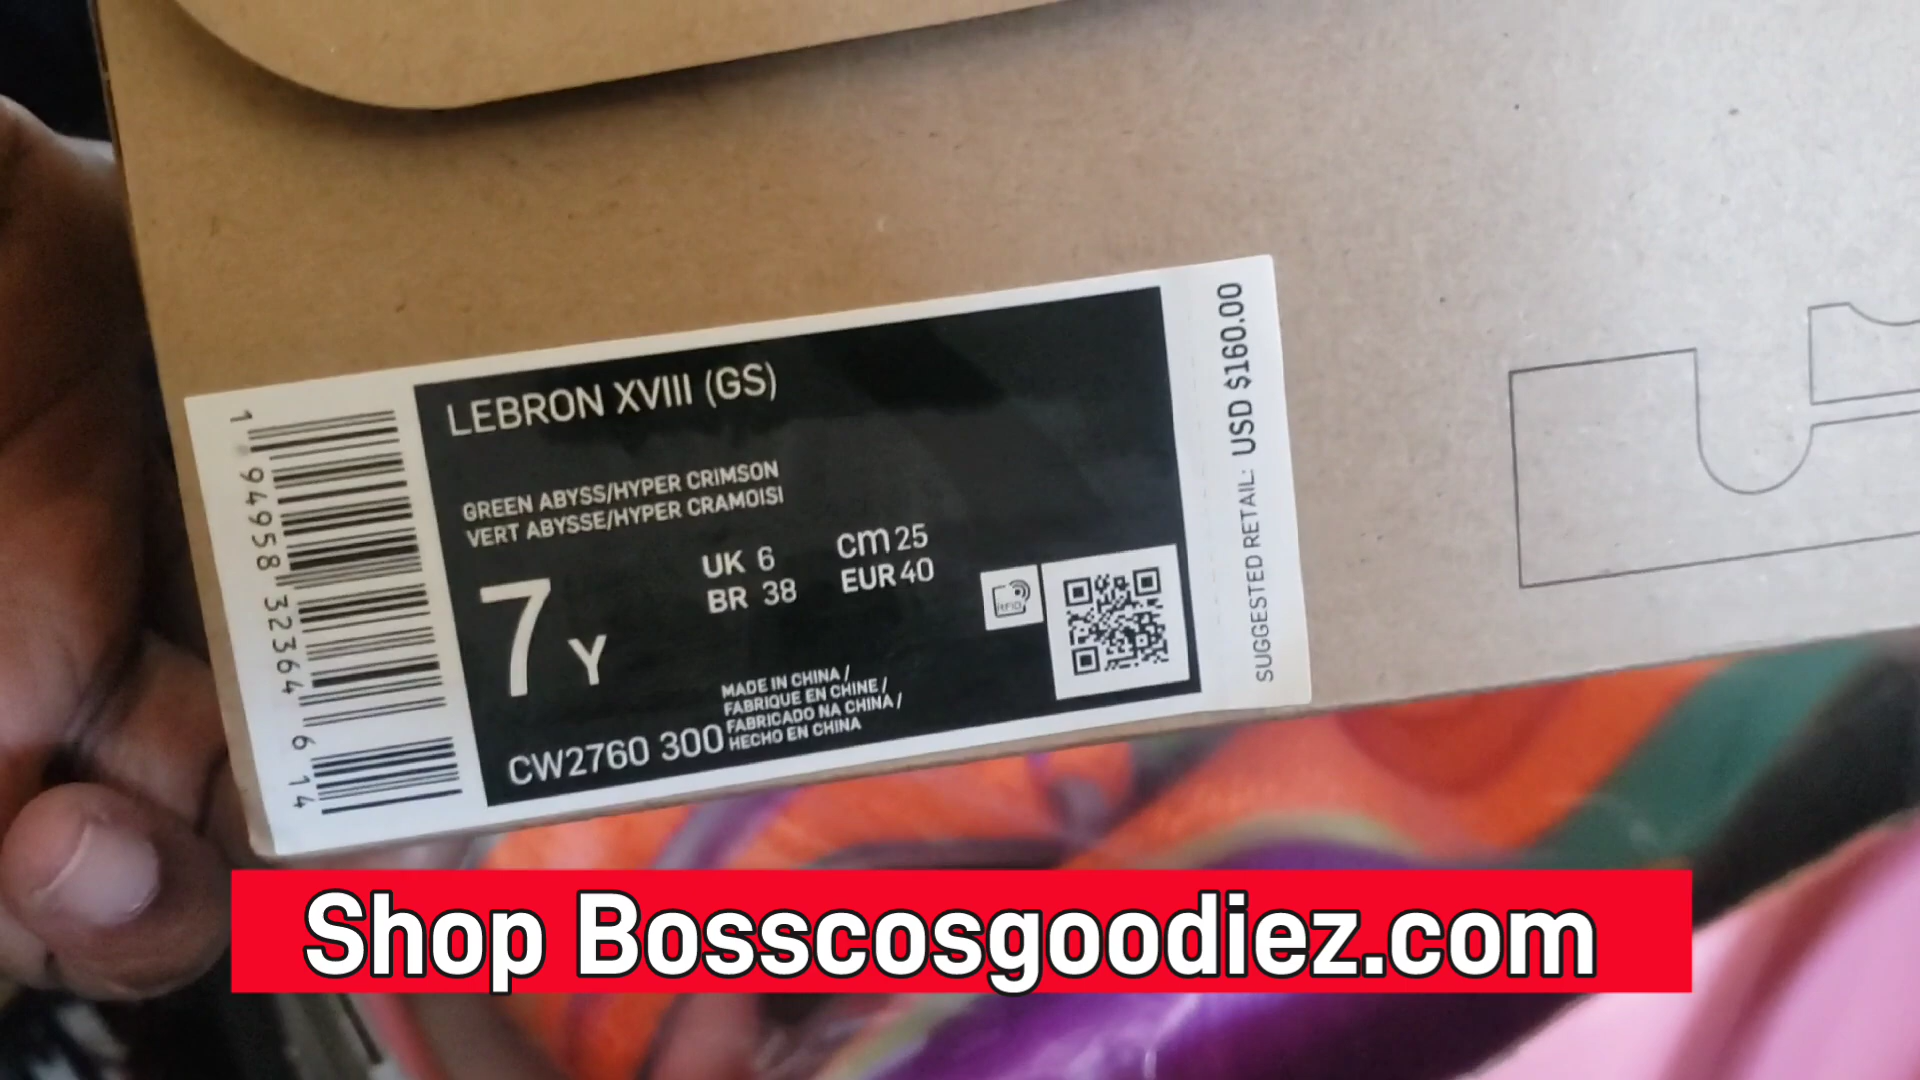 LEBRON XVIII (GS)
GREEN ABYSS/HYPER CRIMSON
VERT ABYSSE/HYPER CRAMOISI
7 Y
UK 6
BR 38
cm 25
EUR 40
RFID
MADE IN CHINA /
FABRIQUE EN CHINE /
FABRICADO NA CHINA /
HECHO EN CHINA
CW2760 300
1 94958 32364 6 14
SUGGESTED RETAIL: USD $160.00
Shop Bosscosgoodiez.com